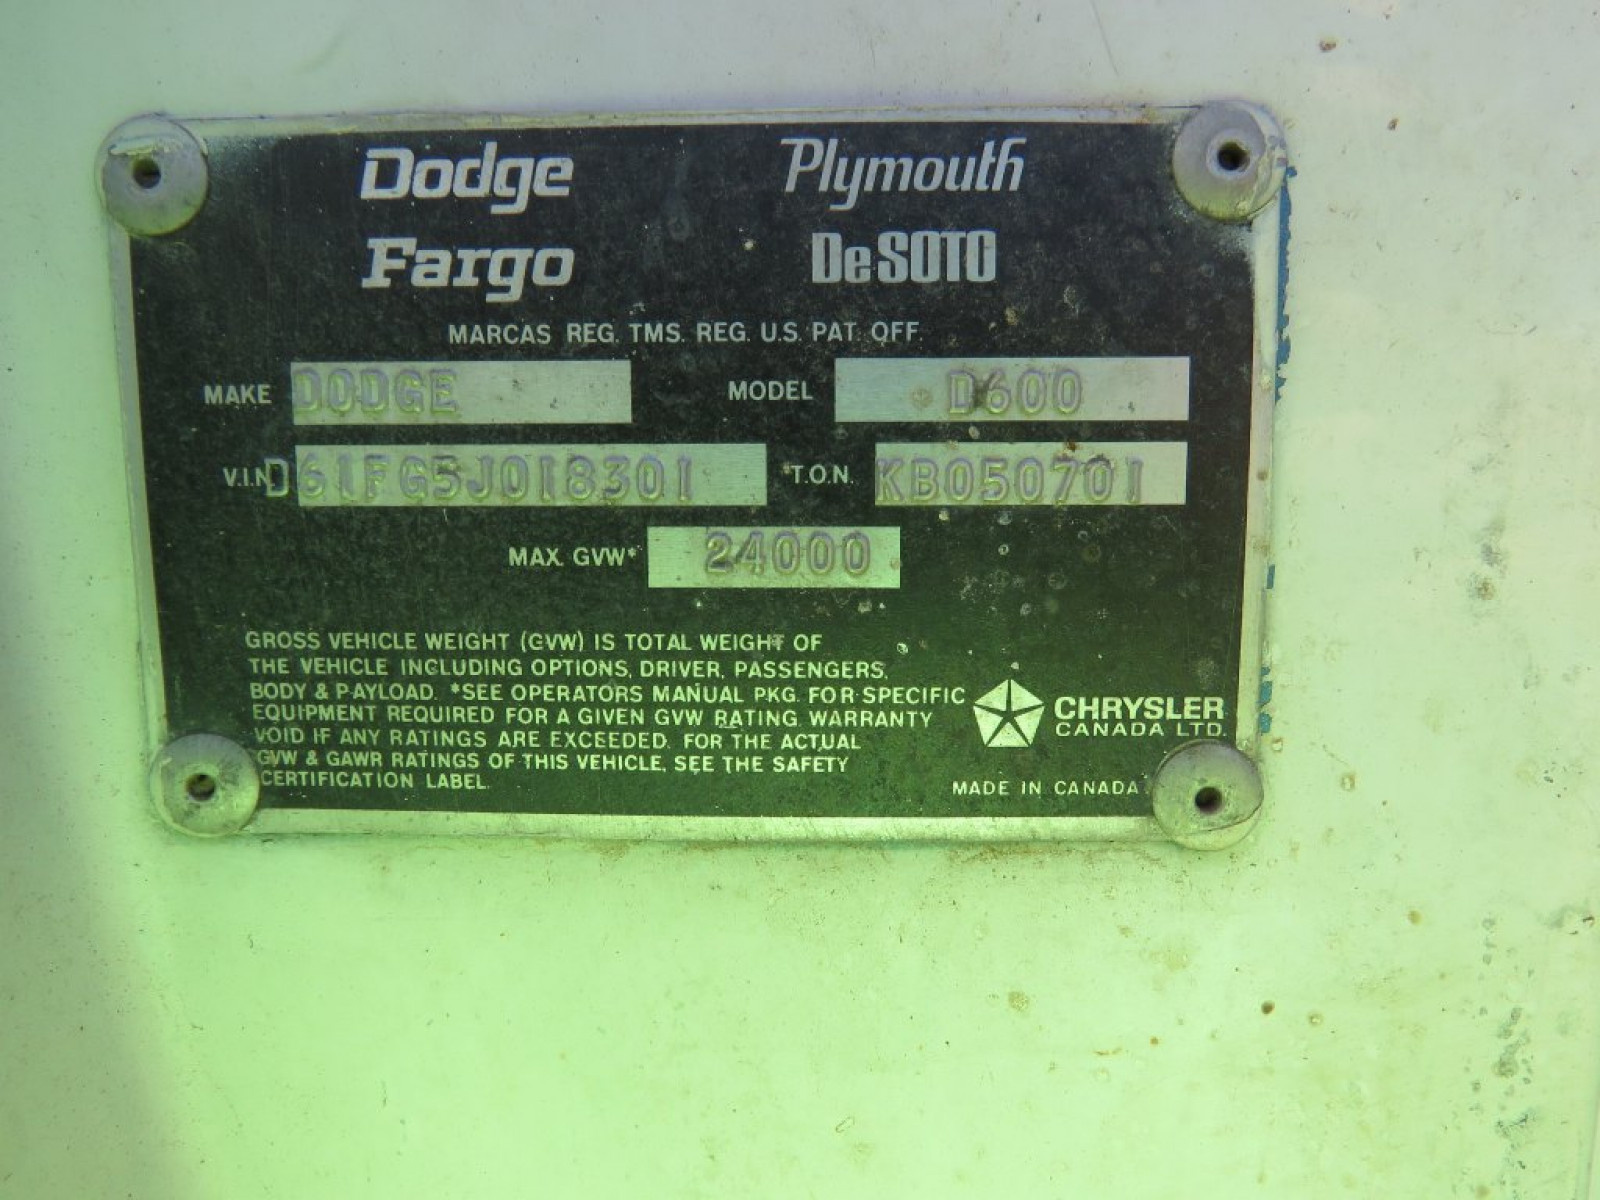 Dodge Plymouth
Fargo DeSOTO
MARCAS REG. TMS. REG. U.S. PAT. OFF.
MAKE DODGE MODEL D600
V.I.N. D61FG5J018301 T.O.N. KB050701
MAX. GVW* 24000
GROSS VEHICLE WEIGHT (GVW) IS TOTAL WEIGHT OF
THE VEHICLE INCLUDING OPTIONS, DRIVER, PASSENGERS,
BODY & PAYLOAD. *SEE OPERATORS MANUAL PKG. FOR SPECIFIC
EQUIPMENT REQUIRED FOR A GIVEN GVW RATING. WARRANTY
VOID IF ANY RATINGS ARE EXCEEDED. FOR THE ACTUAL
GVW & GAWR RATINGS OF THIS VEHICLE, SEE THE SAFETY
CERTIFICATION LABEL.
CHRYSLER
CANADA LTD.
MADE IN CANADA